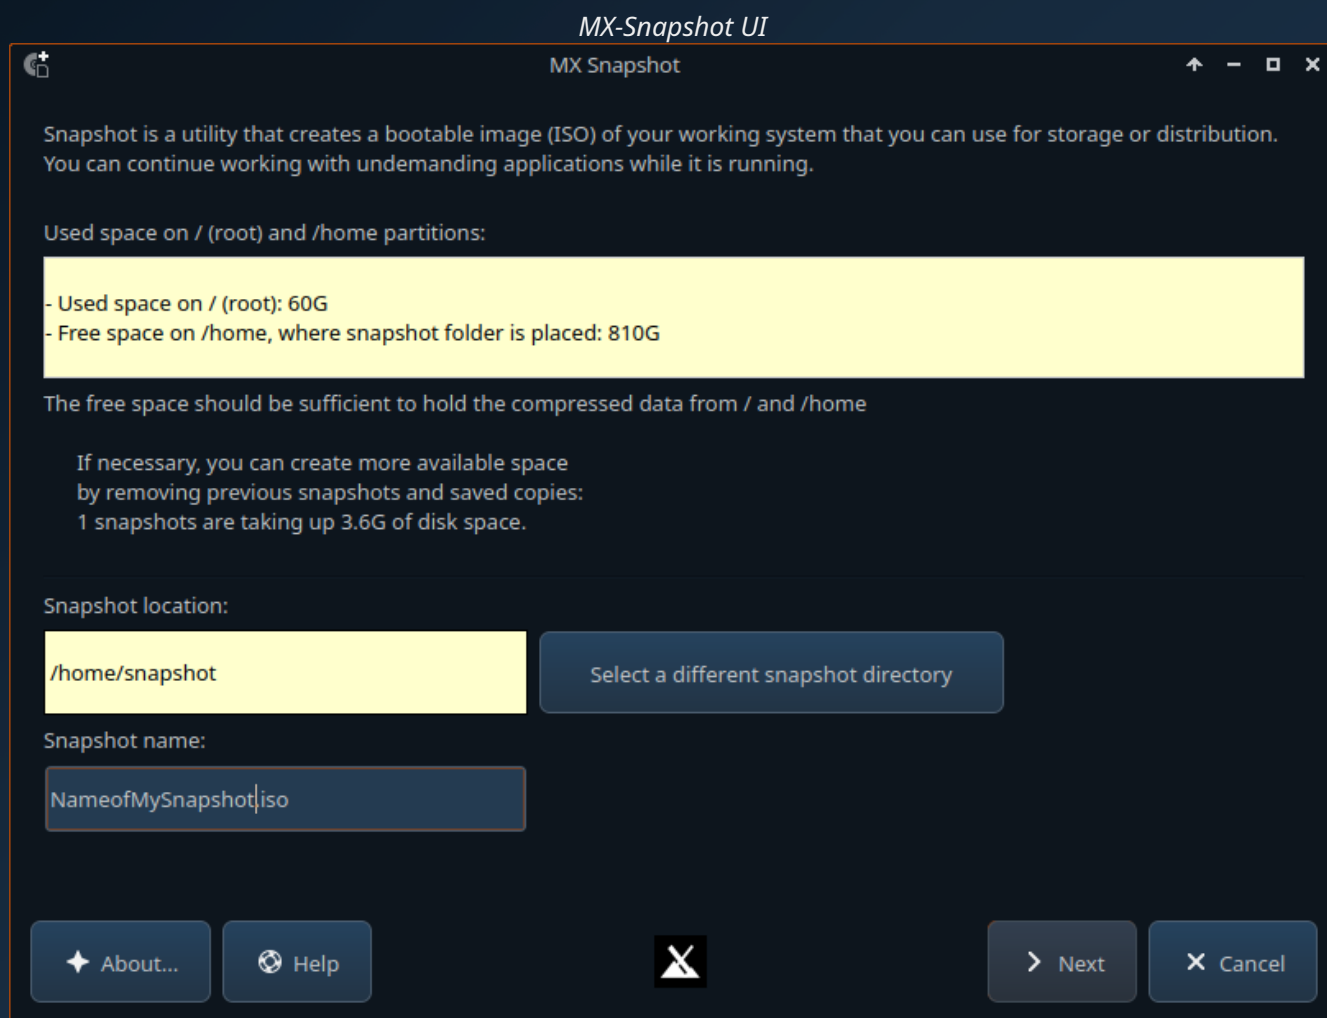 MX-Snapshot UI
MX Snapshot
Snapshot is a utility that creates a bootable image (ISO) of your working system that you can use for storage or distribution.
You can continue working with undemanding applications while it is running.
Used space on / (root) and /home partitions:
- Used space on / (root): 60G
- Free space on /home, where snapshot folder is placed: 810G
The free space should be sufficient to hold the compressed data from / and /home
If necessary, you can create more available space
by removing previous snapshots and saved copies:
1 snapshots are taking up 3.6G of disk space.
Snapshot location:
/home/snapshot
Select a different snapshot directory
Snapshot name:
NameofMySnapshot.iso
About...
Help
Next
Cancel